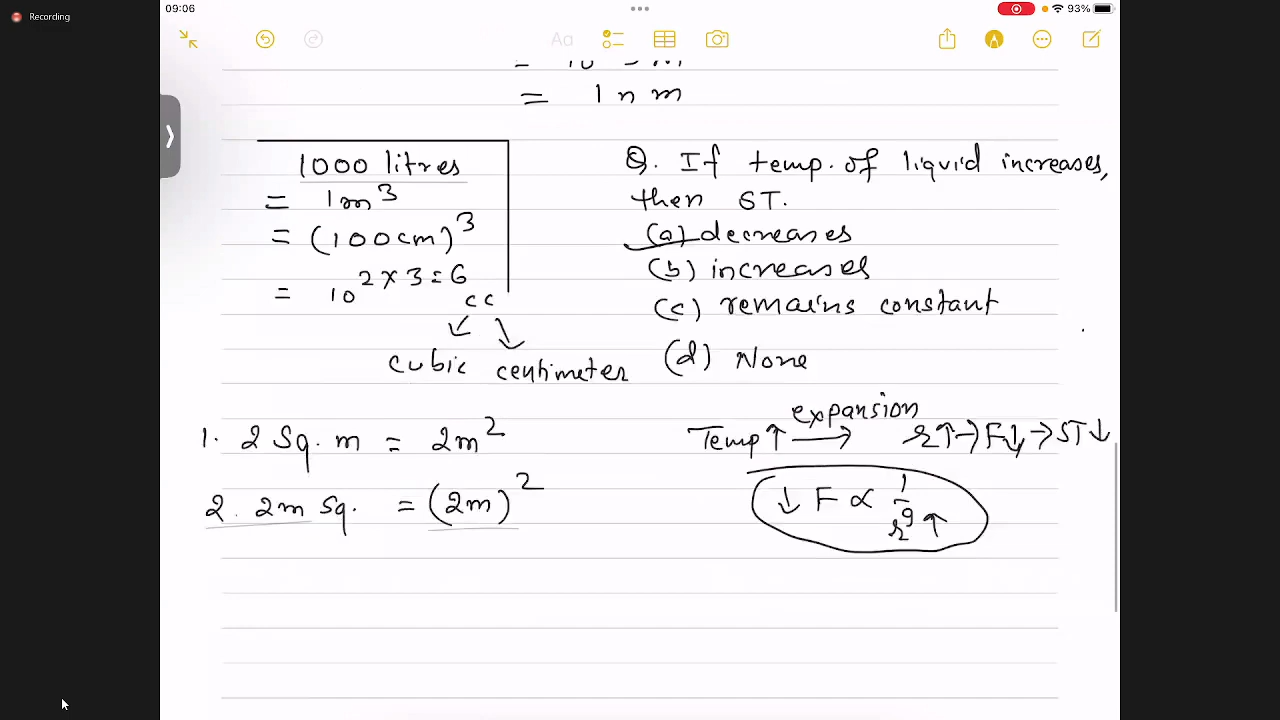 Recording
09:06
93%
Aa
= 1 n m
1000 litres
= 1m³
= (100cm)³
= 10^2×3=6 cc
cubic centimeter
Q. If temp. of liquid increases,
then ST.
(a) decreases
(b) increases
(c) remains constant
(d) None
1. 2 Sq. m = 2m²
2. 2m Sq. = (2m)²
expansion
Temp ↑ → r↑→F↓→ST↓
↓ F ∝ 1/r⁹ ↑